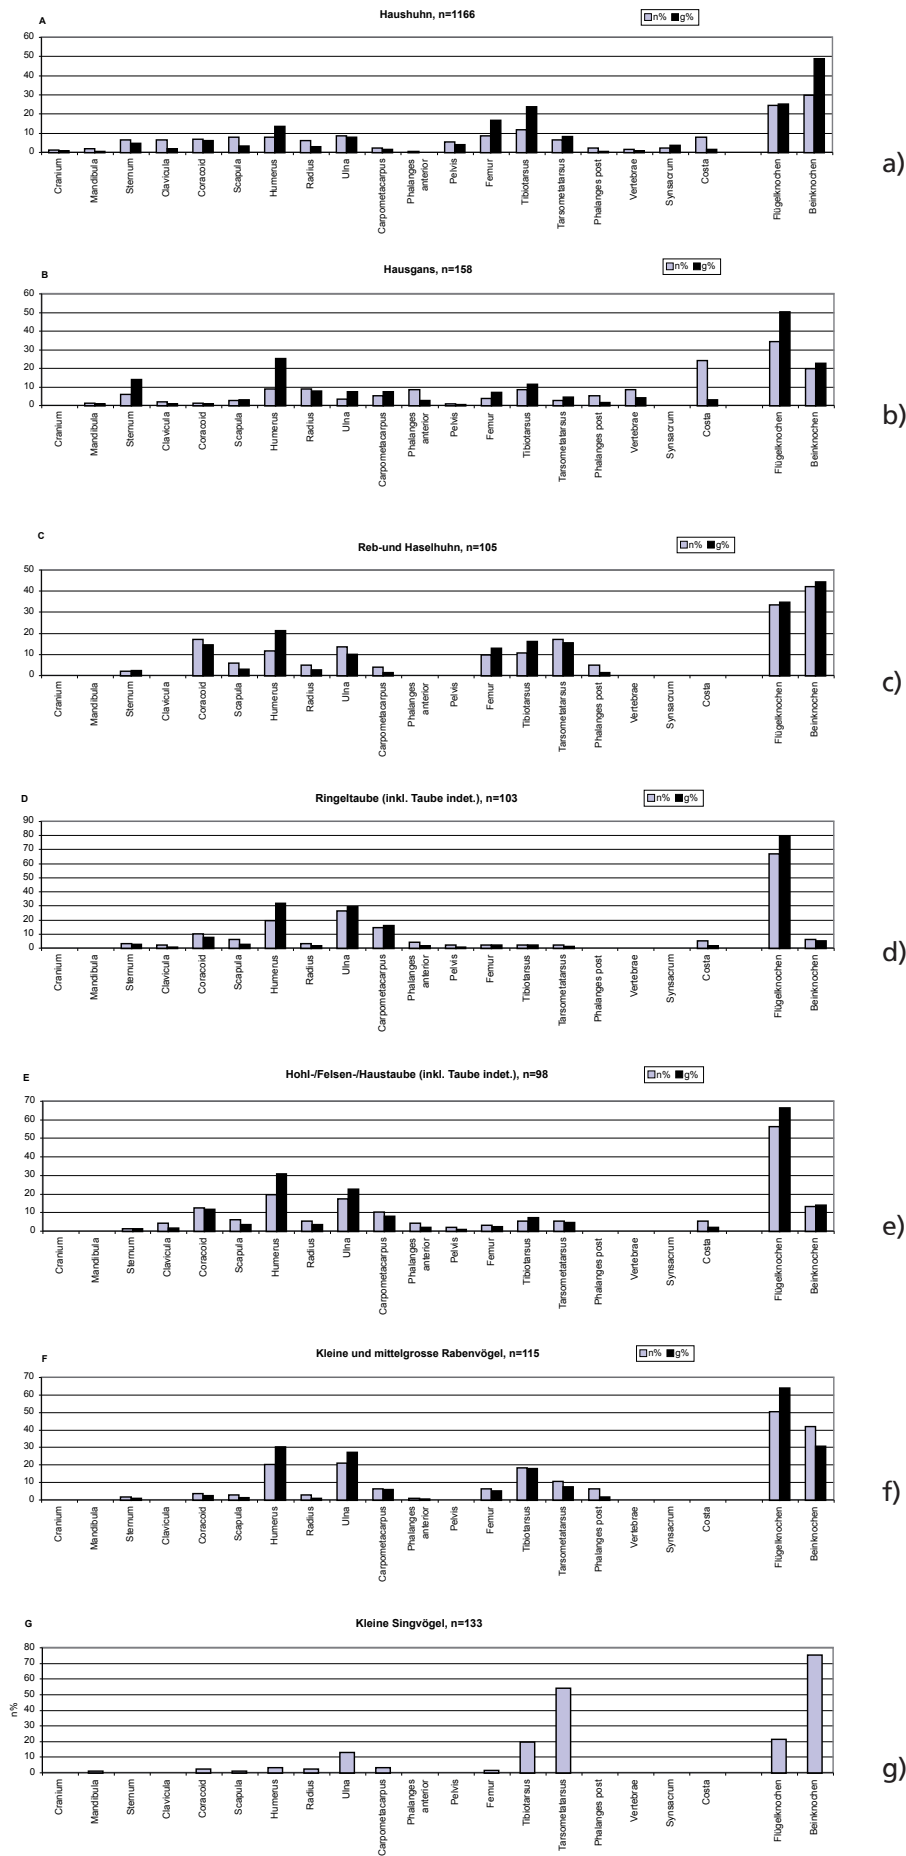 A
Haushuhn, n=1166
n% g%
60
50
40
30
20
10
0
Cranium
Mandibula
Sternum
Clavicula
Coracoid
Scapula
Humerus
Radius
Ulna
Carpometacarpus
Phalanges
anterior
Pelvis
Femur
Tibiotarsus
Tarsometatarsus
Phalanges post
Vertebrae
Synsacrum
Costa
Flügelknochen
Beinknochen
a)
B
Hausgans, n=158
n% g%
60
50
40
30
20
10
0
Cranium
Mandibula
Sternum
Clavicula
Coracoid
Scapula
Humerus
Radius
Ulna
Carpometacarpus
Phalanges
anterior
Pelvis
Femur
Tibiotarsus
Tarsometatarsus
Phalanges post
Vertebrae
Synsacrum
Costa
Flügelknochen
Beinknochen
b)
C
Reb-und Haselhuhn, n=105
n% g%
50
40
30
20
10
0
Cranium
Mandibula
Sternum
Clavicula
Coracoid
Scapula
Humerus
Radius
Ulna
Carpometacarpus
Phalanges
anterior
Pelvis
Femur
Tibiotarsus
Tarsometatarsus
Phalanges post
Vertebrae
Synsacrum
Costa
Flügelknochen
Beinknochen
c)
D
Ringeltaube (inkl. Taube indet.), n=103
n% g%
90
80
70
60
50
40
30
20
10
0
Cranium
Mandibula
Sternum
Clavicula
Coracoid
Scapula
Humerus
Radius
Ulna
Carpometacarpus
Phalanges
anterior
Pelvis
Femur
Tibiotarsus
Tarsometatarsus
Phalanges post
Vertebrae
Synsacrum
Costa
Flügelknochen
Beinknochen
d)
E
Hohl-/Felsen-/Haustaube (inkl. Taube indet.), n=98
n% g%
70
60
50
40
30
20
10
0
Cranium
Mandibula
Sternum
Clavicula
Coracoid
Scapula
Humerus
Radius
Ulna
Carpometacarpus
Phalanges
anterior
Pelvis
Femur
Tibiotarsus
Tarsometatarsus
Phalanges post
Vertebrae
Synsacrum
Costa
Flügelknochen
Beinknochen
e)
F
Kleine und mittelgrosse Rabenvögel, n=115
n% g%
70
60
50
40
30
20
10
0
Cranium
Mandibula
Sternum
Clavicula
Coracoid
Scapula
Humerus
Radius
Ulna
Carpometacarpus
Phalanges
anterior
Pelvis
Femur
Tibiotarsus
Tarsometatarsus
Phalanges post
Vertebrae
Synsacrum
Costa
Flügelknochen
Beinknochen
f)
G
Kleine Singvögel, n=133
n%
80
70
60
50
40
30
20
10
0
Cranium
Mandibula
Sternum
Clavicula
Coracoid
Scapula
Humerus
Radius
Ulna
Carpometacarpus
Phalanges
anterior
Pelvis
Femur
Tibiotarsus
Tarsometatarsus
Phalanges post
Vertebrae
Synsacrum
Costa
Flügelknochen
Beinknochen
g)